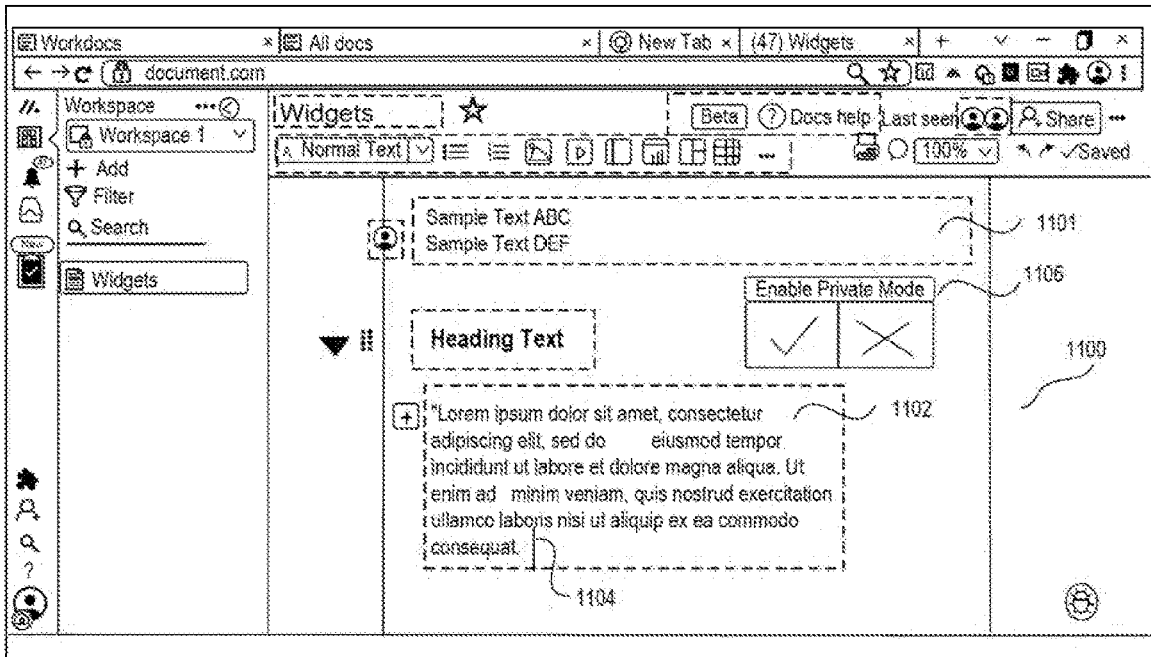 Workdocs × All docs × New Tab × (47) Widgets × + 
document.com
Workspace ... Widgets Beta ? Docs help Last seen Share ...
Workspace 1
A Normal Text ... 100% Saved
+ Add
Filter
Search
New
Widgets
Sample Text ABC
Sample Text DEF
1101
Enable Private Mode
1106
Heading Text
1100
+
"Lorem ipsum dolor sit amet, consectetur
adipiscing elit, sed do eiusmod tempor
incididunt ut labore et dolore magna aliqua. Ut
enim ad minim veniam, quis nostrud exercitation
ullamco laboris nisi ut aliquip ex ea commodo
consequat.
1102
1104
?